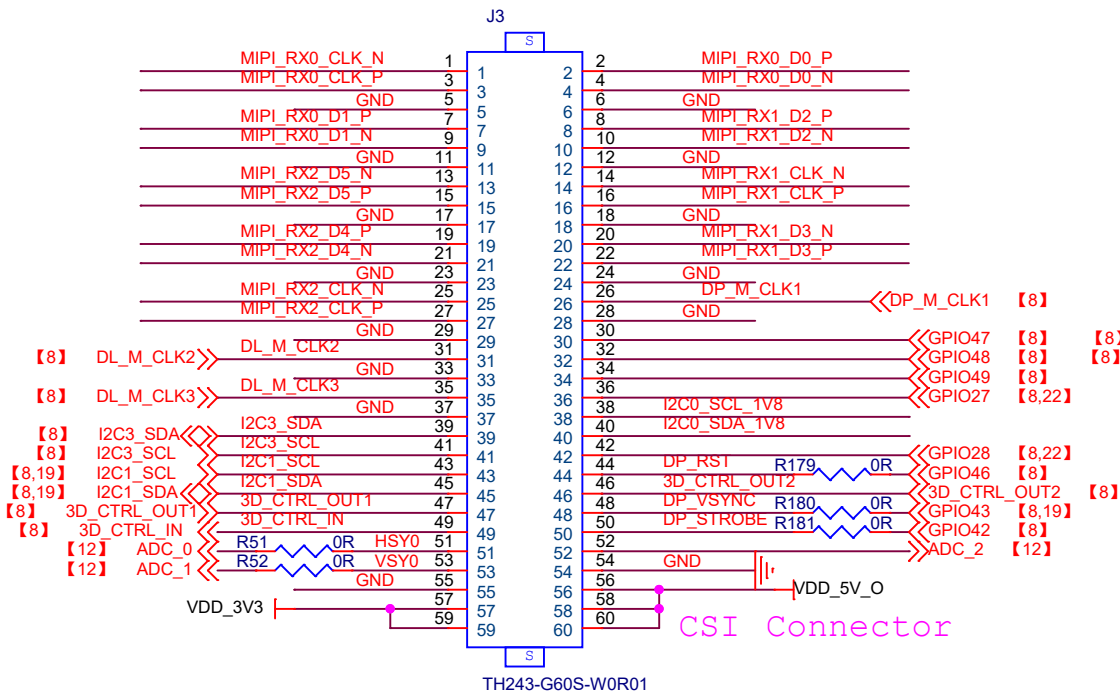 J3
S
MIPI_RX0_CLK_N 1 1 2 2 MIPI_RX0_D0_P
MIPI_RX0_CLK_P 3 3 4 4 MIPI_RX0_D0_N
GND 5 5 6 6 GND
MIPI_RX0_D1_P 7 7 8 8 MIPI_RX1_D2_P
MIPI_RX0_D1_N 9 9 10 10 MIPI_RX1_D2_N
GND 11 11 12 12 GND
MIPI_RX2_D5_N 13 13 14 14 MIPI_RX1_CLK_N
MIPI_RX2_D5_P 15 15 16 16 MIPI_RX1_CLK_P
GND 17 17 18 18 GND
MIPI_RX2_D4_P 19 19 20 20 MIPI_RX1_D3_N
MIPI_RX2_D4_N 21 21 22 22 MIPI_RX1_D3_P
GND 23 23 24 24 GND
MIPI_RX2_CLK_N 25 25 26 26 DP_M_CLK1 DP_M_CLK1 【8】
MIPI_RX2_CLK_P 27 27 28 28 GND
GND 29 29 30 30 GPIO47 【8】 【8】
【8】 DL_M_CLK2 DL_M_CLK2 31 31 32 32 GPIO48 【8】 【8】
GND 33 33 34 34 GPIO49 【8】
【8】 DL_M_CLK3 DL_M_CLK3 35 35 36 36 GPIO27 【8,22】
GND 37 37 38 38 I2C0_SCL_1V8
【8】 I2C3_SDA I2C3_SDA 39 39 40 40 I2C0_SDA_1V8
【8】 I2C3_SCL I2C3_SCL 41 41 42 42 GPIO28 【8,22】
【8,19】 I2C1_SCL I2C1_SCL 43 43 44 44 DP_RST R179 0R GPIO46 【8】
【8,19】 I2C1_SDA I2C1_SDA 45 45 46 46 3D_CTRL_OUT2 3D_CTRL_OUT2 【8】
【8】 3D_CTRL_OUT1 3D_CTRL_OUT1 47 47 48 48 DP_VSYNC R180 0R GPIO43 【8,19】
【8】 3D_CTRL_IN 3D_CTRL_IN 49 49 50 50 DP_STROBE R181 0R GPIO42 【8】
【12】 ADC_0 R51 0R HSY0 51 51 52 52 ADC_2 【12】
【12】 ADC_1 R52 0R VSY0 53 53 54 54 GND
GND 55 55 56 56 VDD_5V_O
VDD_3V3 57 57 58 58
59 59 60 60
CSI Connector
S
TH243-G60S-W0R01